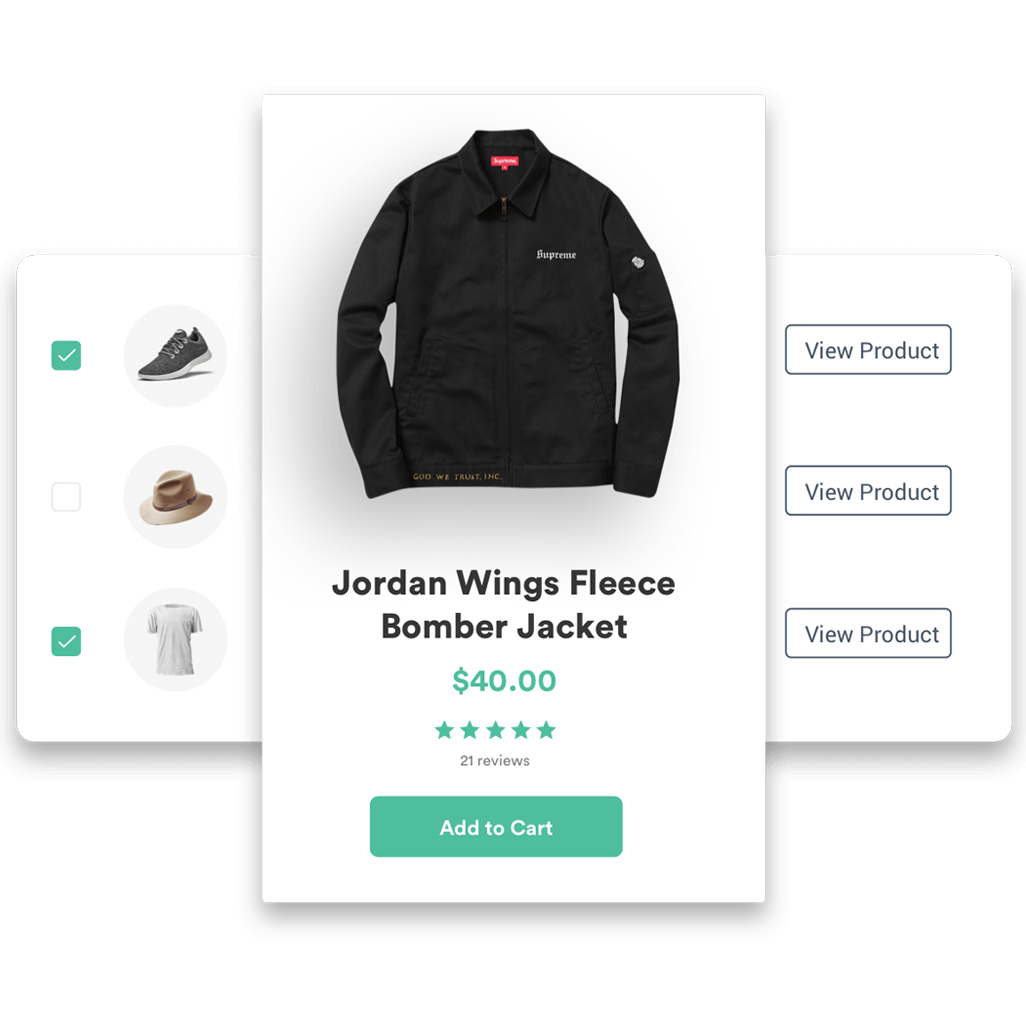 Supreme
Supreme
GOD WE TRUST, INC.
View Product
View Product
View Product
Jordan Wings Fleece
Bomber Jacket
$40.00
21 reviews
Add to Cart